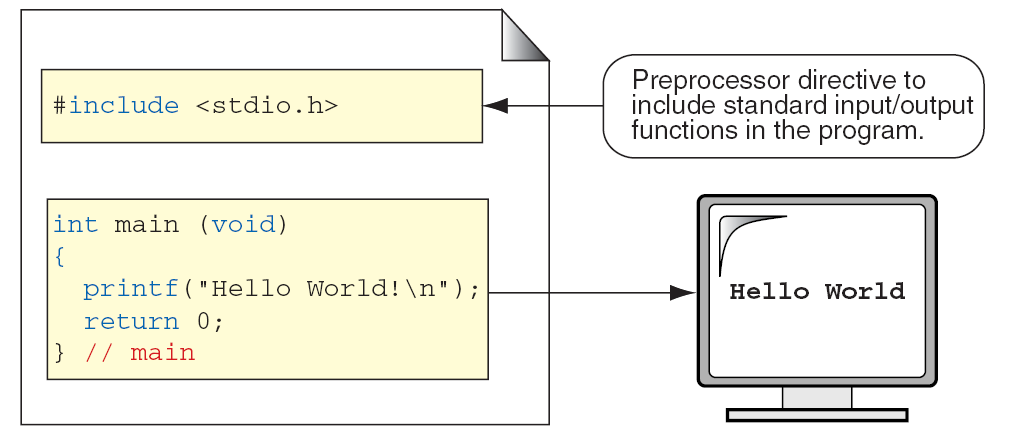 #include <stdio.h>
Preprocessor directive to
include standard input/output
functions in the program.
int main (void)
{
printf("Hello World!\n");
return 0;
} // main
Hello World